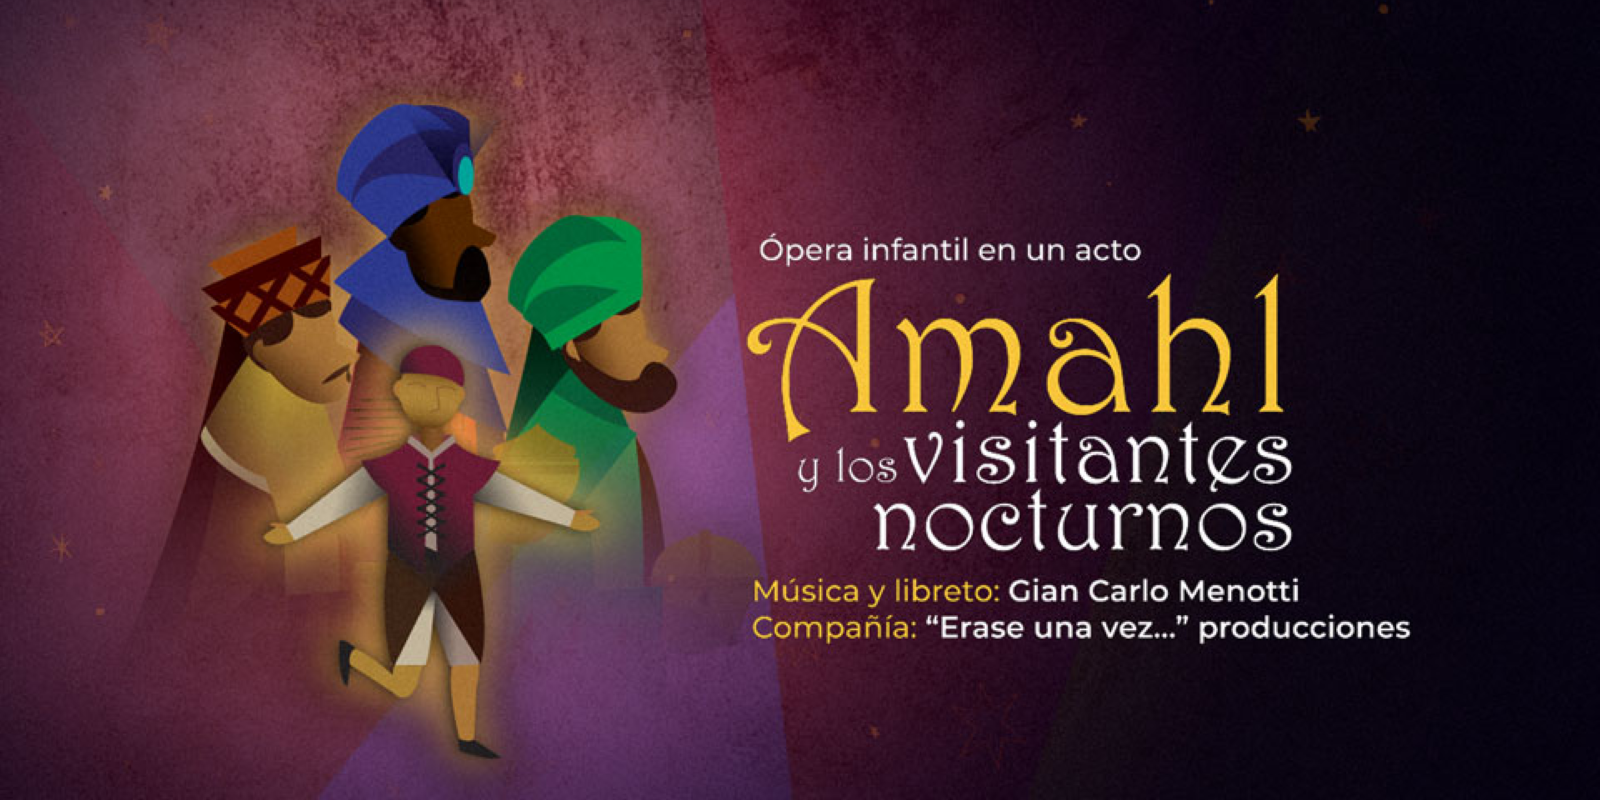 Ópera infantil en un acto
Amahl
y los visitantes
nocturnos
Música y libreto: Gian Carlo Menotti
Compañía: “Erase una vez...” producciones